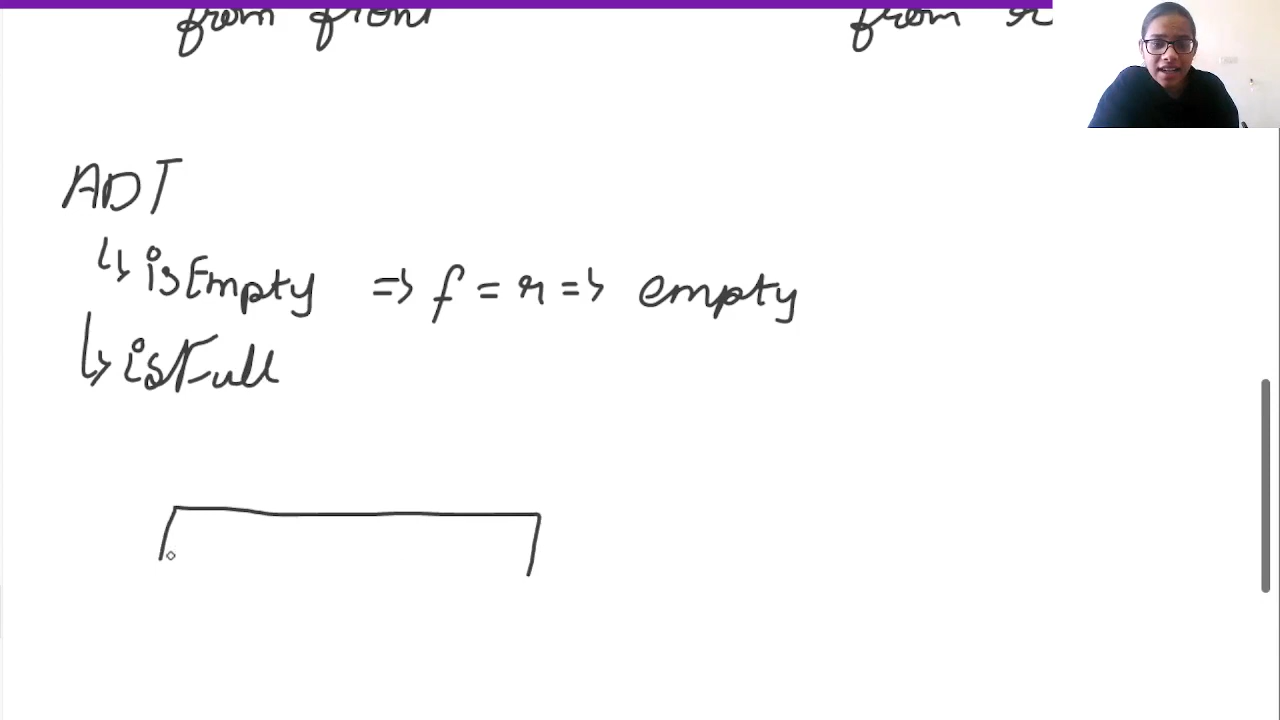 from front from r
ADT
↳ isEmpty => f = r => empty
↳ isFull